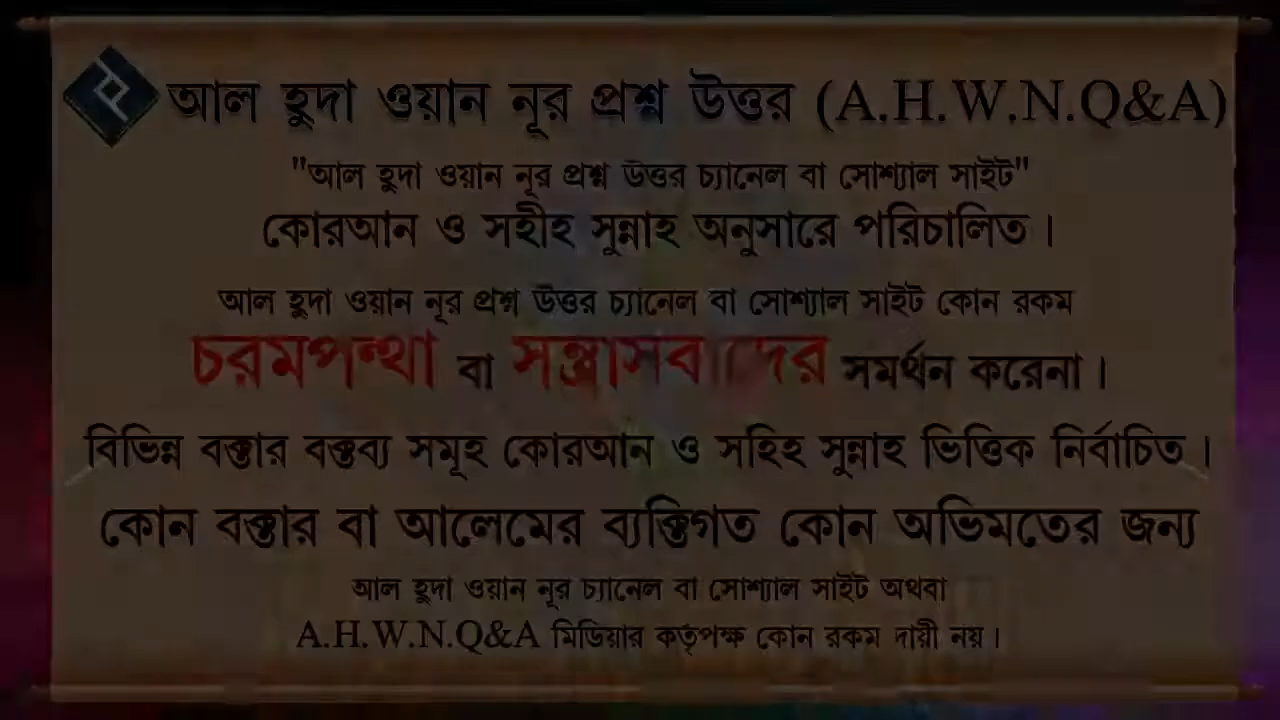 আল হুদা ওয়ান নূর প্রশ্ন উত্তর (A.H.W.N.Q&A)
"আল হুদা ওয়ান নূর প্রশ্ন উত্তর চ্যানেল বা সোশ্যাল সাইট"
কোরআন ও সহীহ সুন্নাহ অনুসারে পরিচালিত।
আল হুদা ওয়ান নূর প্রশ্ন উত্তর চ্যানেল বা সোশ্যাল সাইট কোন রকম
চরমপন্থা বা সন্ত্রাসবাদের সমর্থন করেনা।
বিভিন্ন বক্তার বক্তব্য সমূহ কোরআন ও সহিহ সুন্নাহ ভিত্তিক নির্বাচিত।
কোন বক্তার বা আলেমের ব্যক্তিগত কোন অভিমতের জন্য
আল হুদা ওয়ান নূর চ্যানেল বা সোশ্যাল সাইট অথবা
A.H.W.N.Q&A মিডিয়ার কর্তৃপক্ষ কোন রকম দায়ী নয়।